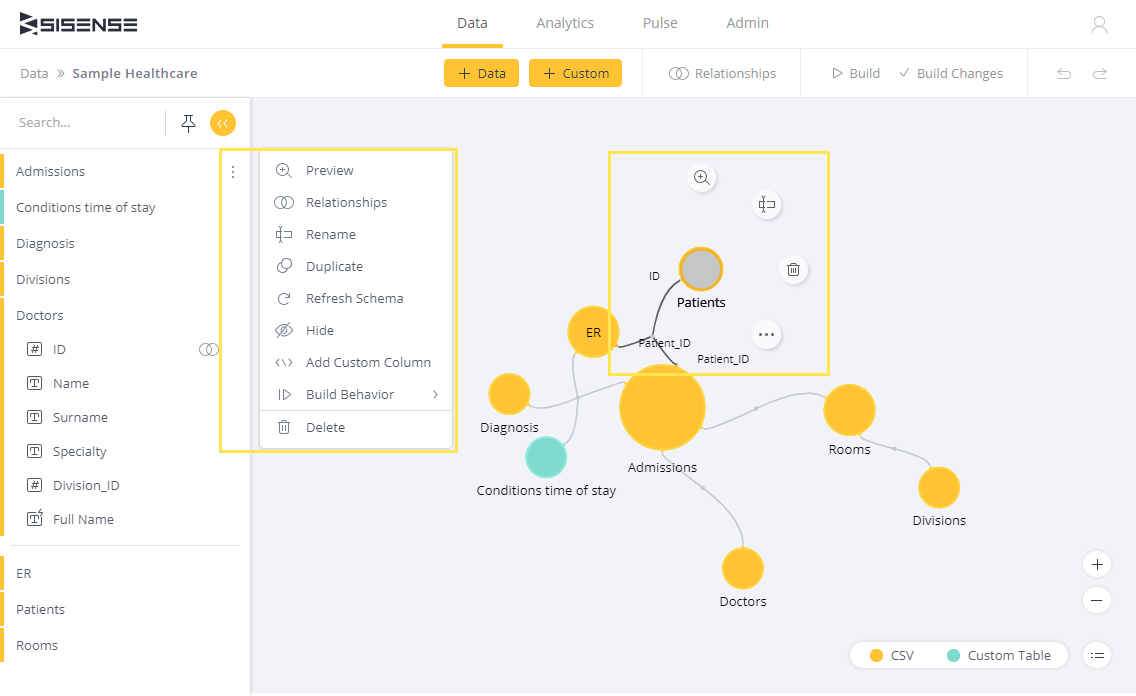 SISENSE
Data Analytics Pulse Admin
Data » Sample Healthcare
+ Data + Custom Relationships Build Build Changes
Search...
Admissions
Conditions time of stay
Diagnosis
Divisions
Doctors
ID
Name
Surname
Specialty
Division_ID
Full Name
ER
Patients
Rooms
Preview
Relationships
Rename
Duplicate
Refresh Schema
Hide
Add Custom Column
Build Behavior
Delete
ID
Patients
ER
Patient_ID
Patient_ID
Diagnosis
Admissions
Rooms
Conditions time of stay
Divisions
Doctors
CSV Custom Table